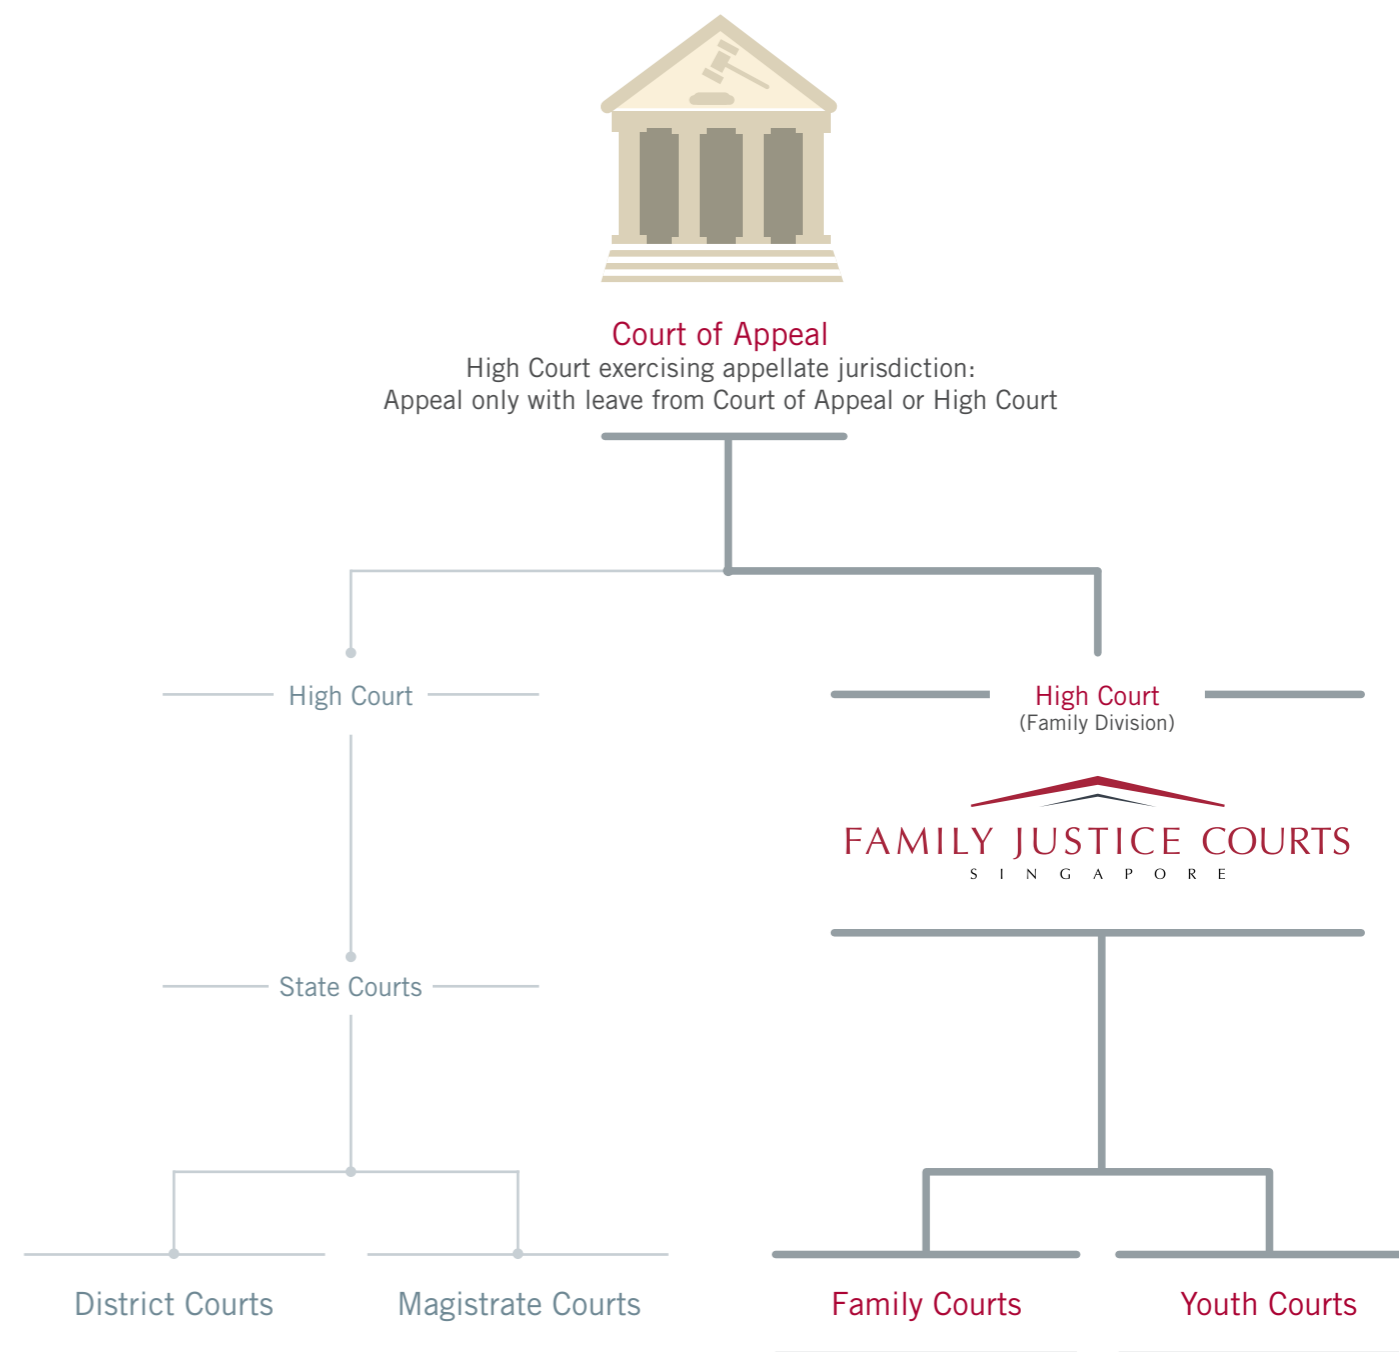 Court of Appeal
High Court exercising appellate jurisdiction:
Appeal only with leave from Court of Appeal or High Court
High Court
High Court
(Family Division)
FAMILY JUSTICE COURTS
SINGAPORE
State Courts
District Courts
Magistrate Courts
Family Courts
Youth Courts